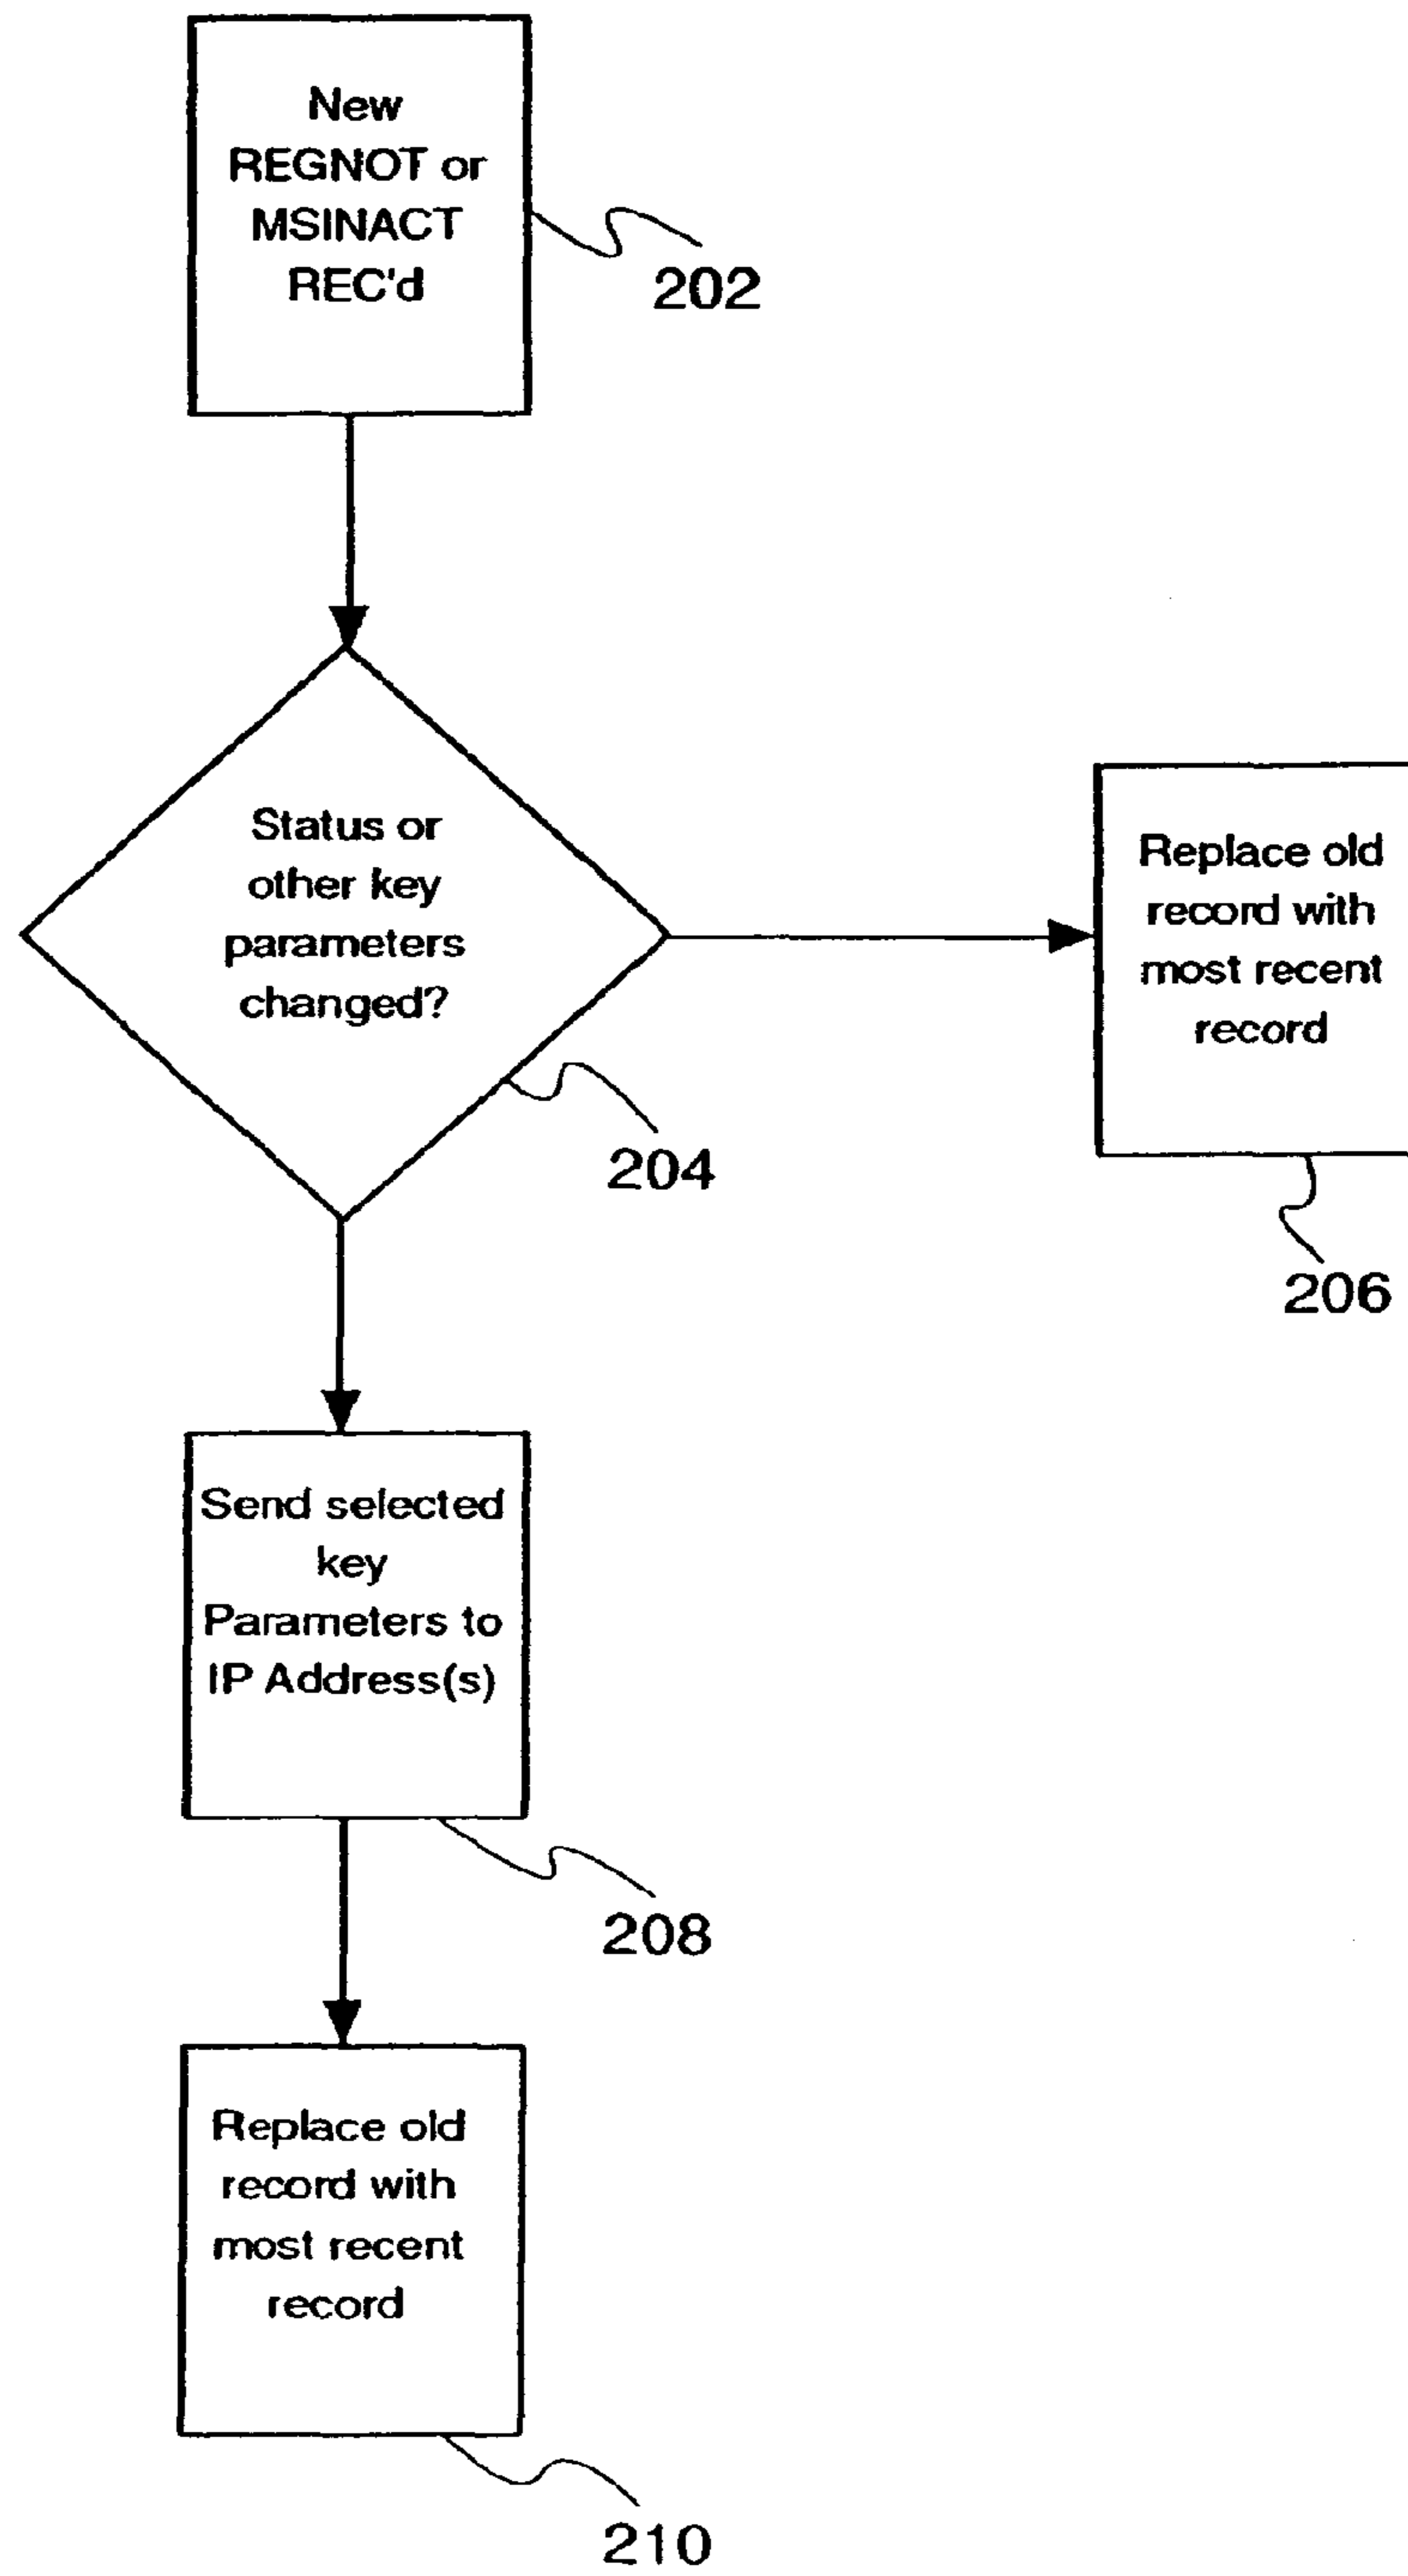 New
REGNOT or
MSINACT
REC'd
202
Status or
other key
parameters
changed?
204
Replace old
record with
most recent
record
206
Send selected
key
Parameters to
IP Address(s)
208
Replace old
record with
most recent
record
210